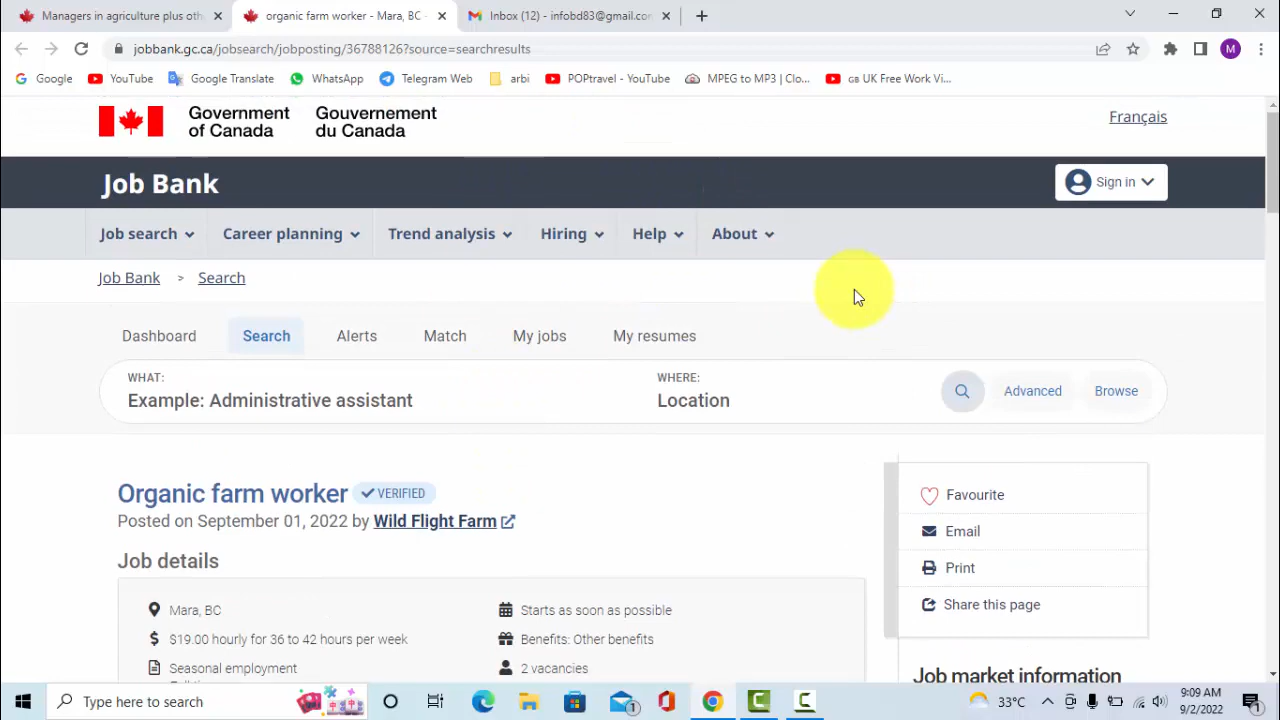 Managers in agriculture plus oth
organic farm worker - Mara, BC -
Inbox (12) - infobd83@gmail.com
jobbank.gc.ca/jobsearch/jobposting/36788126?source=searchresults
M
Google
YouTube
Google Translate
WhatsApp
Telegram Web
arbi
POPtravel - YouTube
MPEG to MP3 | Clo...
GB UK Free Work Vi...
Government of Canada
Gouvernement du Canada
Français
Job Bank
Sign in
Job search
Career planning
Trend analysis
Hiring
Help
About
Job Bank > Search
Dashboard
Search
Alerts
Match
My jobs
My resumes
WHAT:
Example: Administrative assistant
WHERE:
Location
Advanced
Browse
Organic farm worker
VERIFIED
Posted on September 01, 2022 by Wild Flight Farm
Job details
Mara, BC
Starts as soon as possible
$19.00 hourly for 36 to 42 hours per week
Benefits: Other benefits
Seasonal employment
2 vacancies
Favourite
Email
Print
Share this page
Job market information
Type here to search
1
33°C
9:09 AM
9/2/2022
1